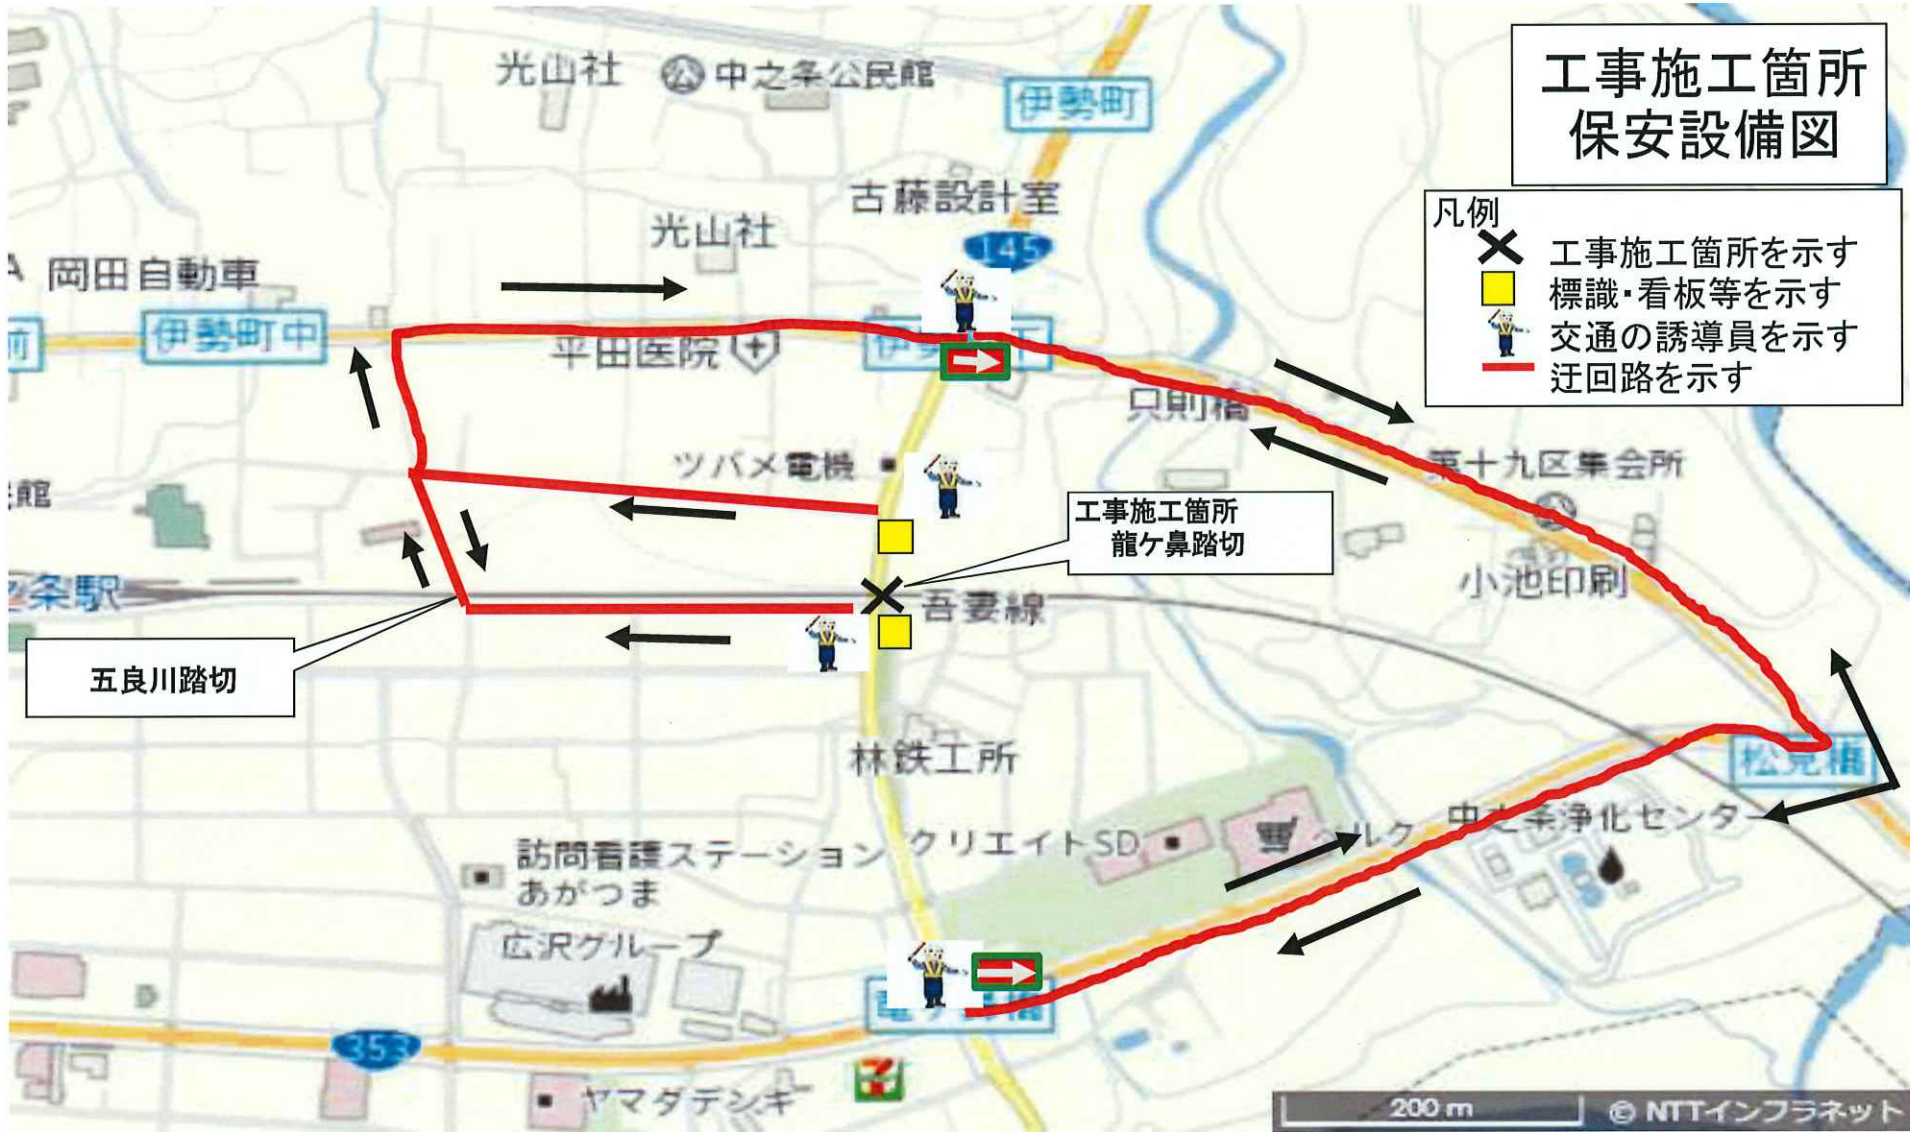 工事施工箇所
保安設備図
凡例
工事施工箇所を示す
標識・看板等を示す
交通の誘導員を示す
迂回路を示す
光山社
公 中之条公民館
伊勢町
古藤設計室
光山社
145
岡田自動車
前
伊勢町中
平田医院
只則橋
ツバメ電機
第十九区集会所
館
工事施工箇所
龍ケ鼻踏切
小池印刷
条駅
吾妻線
五良川踏切
林鉄工所
松見橋
中之条浄化センター
クリエイトSD
ベルク
訪問看護ステーション
あがつま
広沢グループ
353
ヤマダデンキ
200 m
© NTTインフラネット